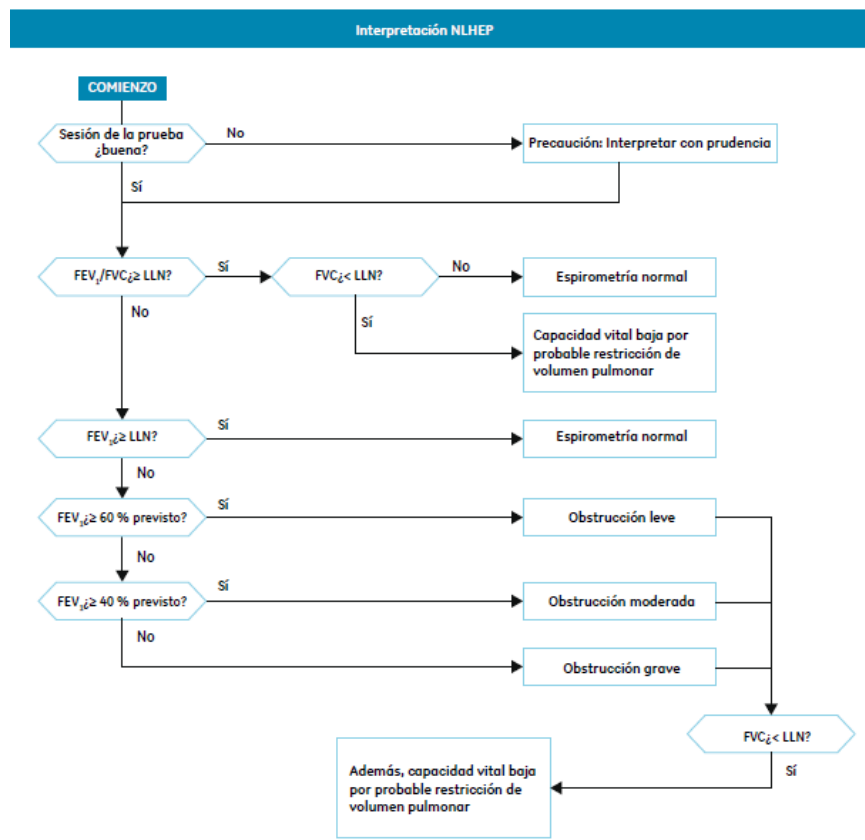 Interpretación NLHEP
COMIENZO
Sesión de la prueba
¿buena?
No
Precaución: Interpretar con prudencia
Sí
FEV₁/FVC¿≥ LLN?
Sí
FVC¿< LLN?
No
Espirometría normal
No
Sí
Capacidad vital baja por
probable restricción de
volumen pulmonar
FEV₁¿≥ LLN?
Sí
Espirometría normal
No
FEV₁¿≥ 60 % previsto?
Sí
Obstrucción leve
No
FEV₁¿≥ 40 % previsto?
Sí
Obstrucción moderada
No
Obstrucción grave
FVC¿< LLN?
Sí
Además, capacidad vital baja
por probable restricción de
volumen pulmonar